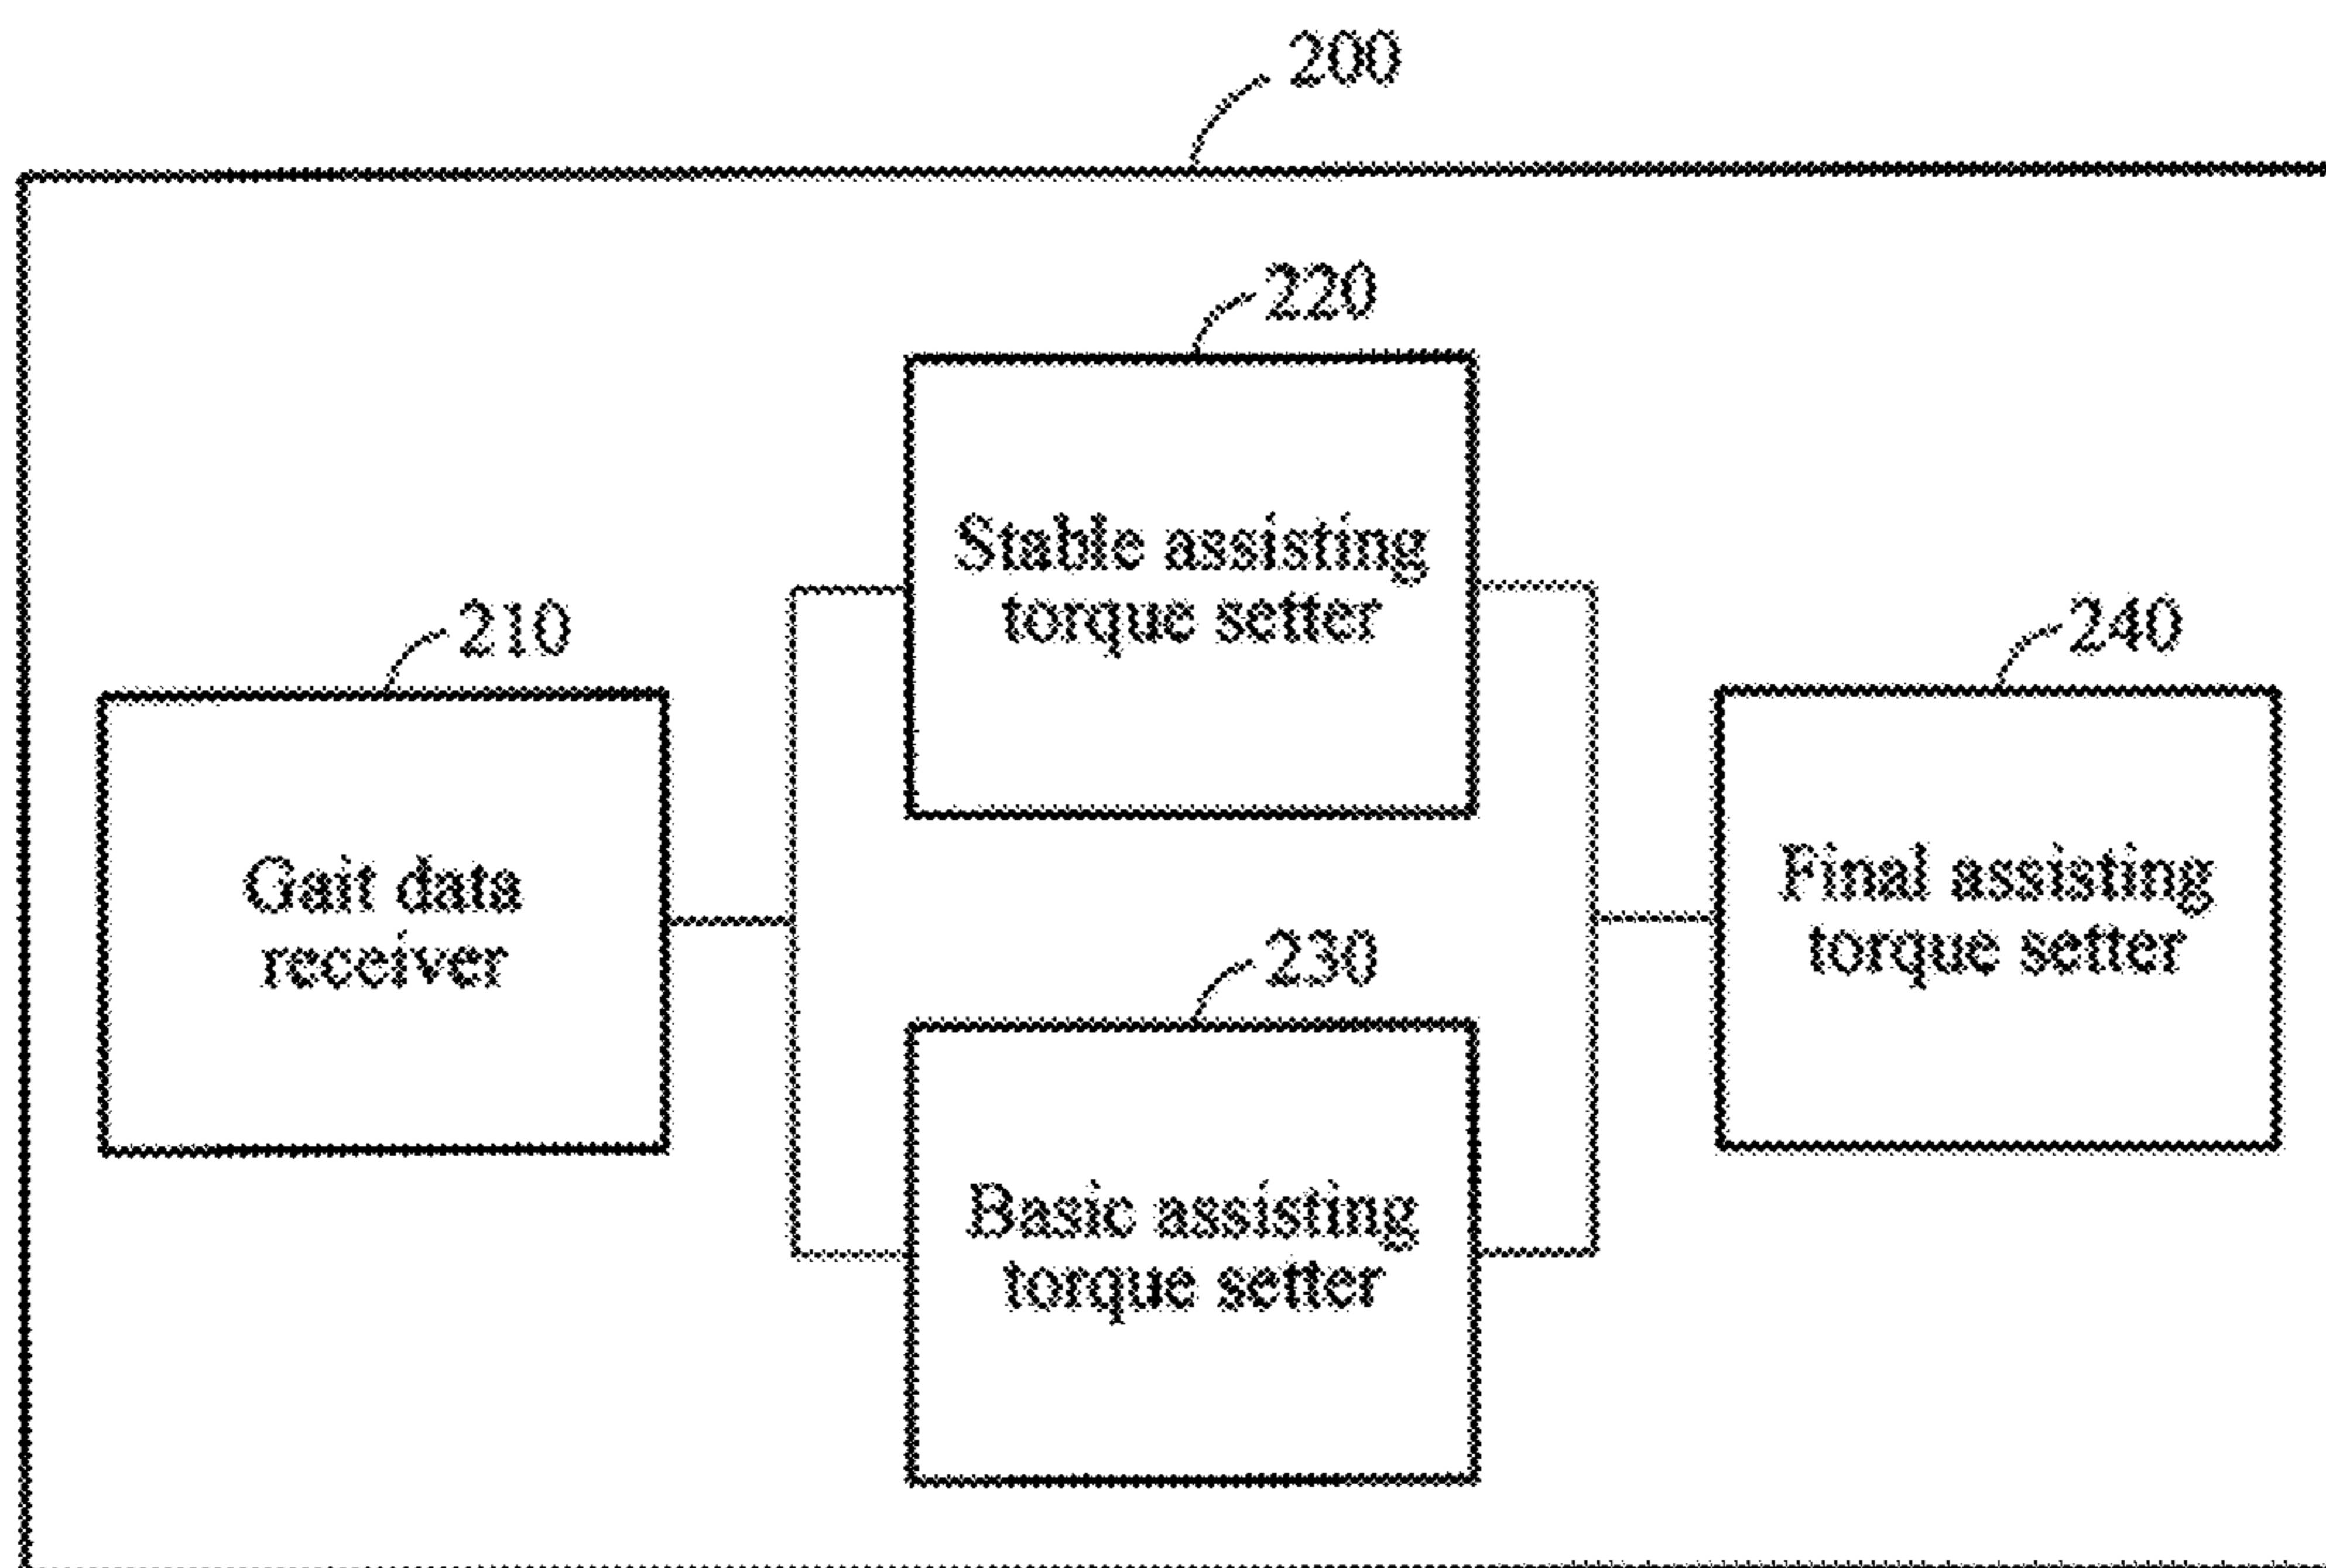 200
220
Stable assisting
torque setter
210
Gait data
receiver
240
Final assisting
torque setter
230
Basic assisting
torque setter